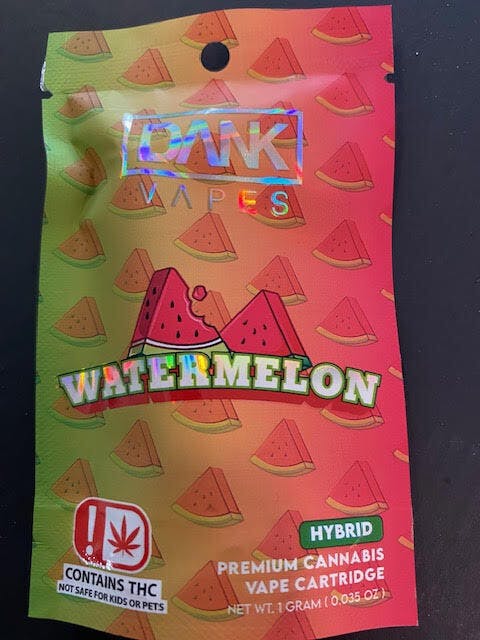 DANK
VAPES
WATERMELON
HYBRID
PREMIUM CANNABIS
VAPE CARTRIDGE
NET WT. 1 GRAM ( 0.035 OZ )
!
CONTAINS THC
NOT SAFE FOR KIDS OR PETS